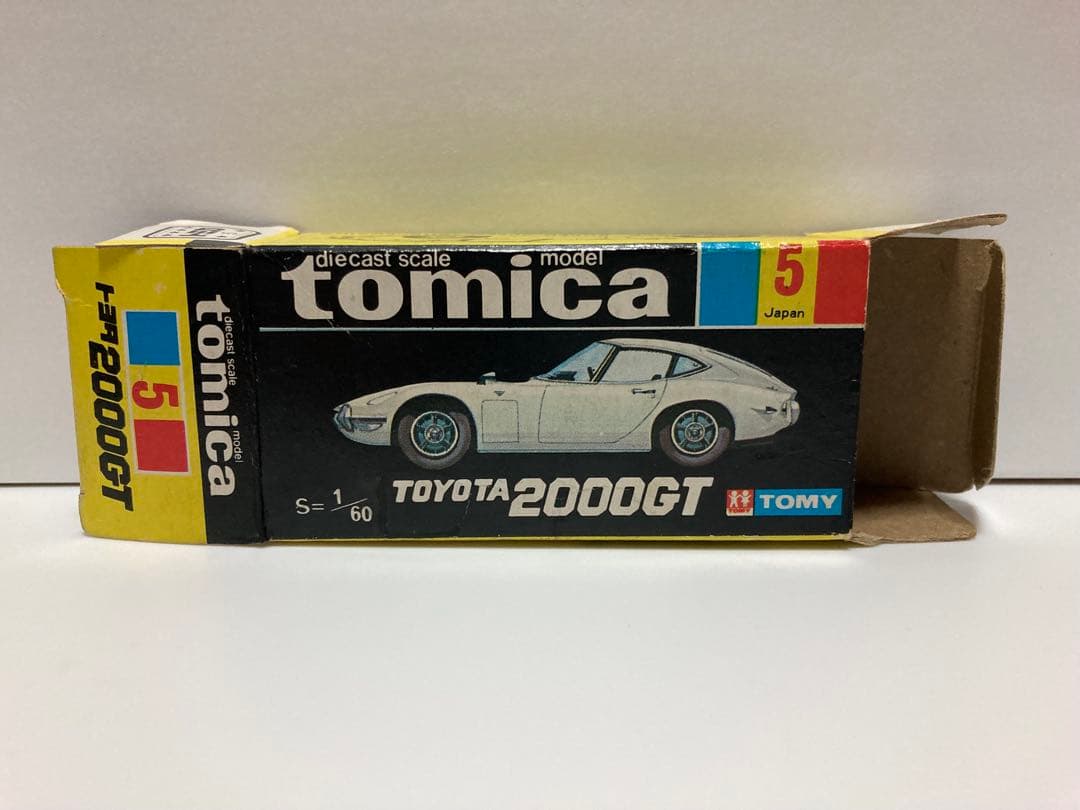 diecast scale model
tomica
5
Japan
TOYOTA 2000GT
S=1/60
TOMY
TOMY
diecast scale model
tomica
5
トヨタ2000GT